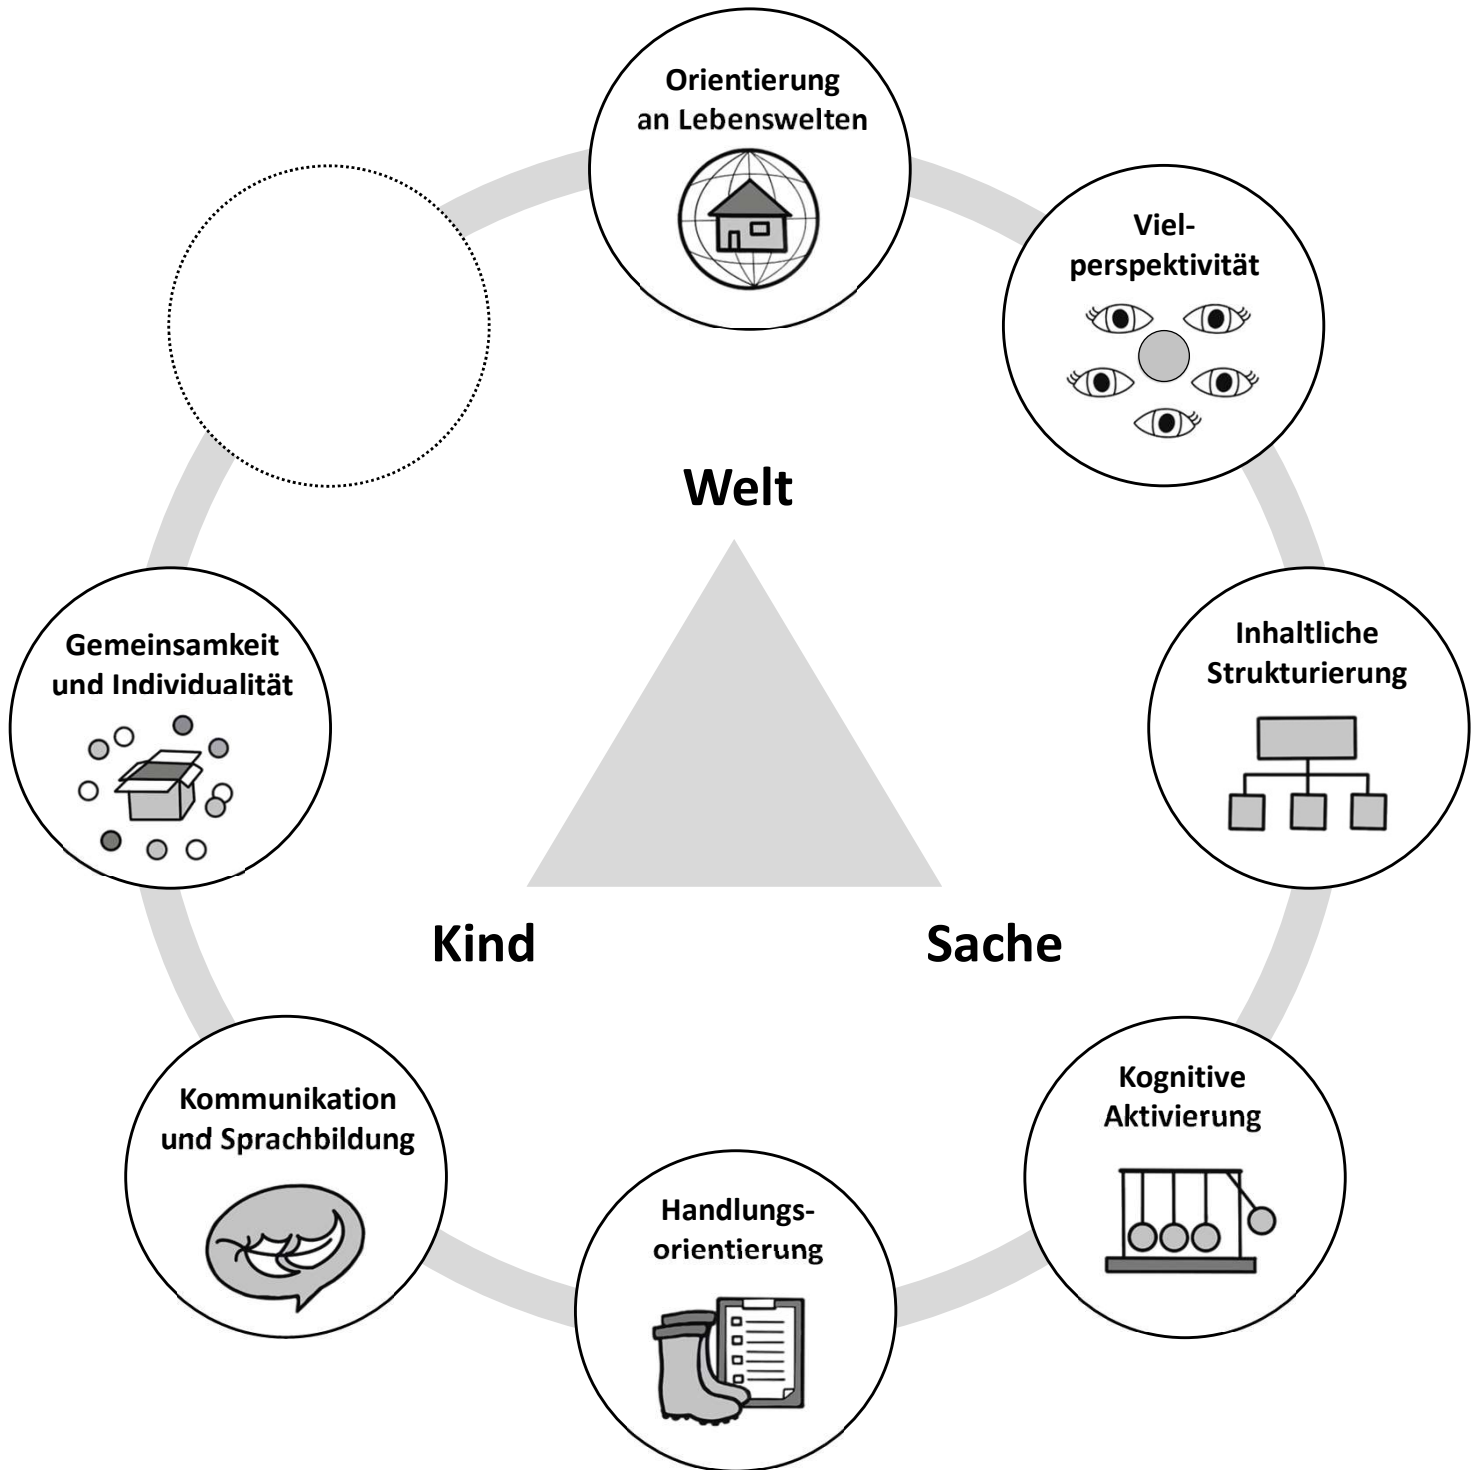 Orientierung
an Lebenswelten
Viel-
perspektivität
Inhaltliche
Strukturierung
Kognitive
Aktivierung
Handlungs-
orientierung
Kommunikation
und Sprachbildung
Gemeinsamkeit
und Individualität
Welt
Kind
Sache